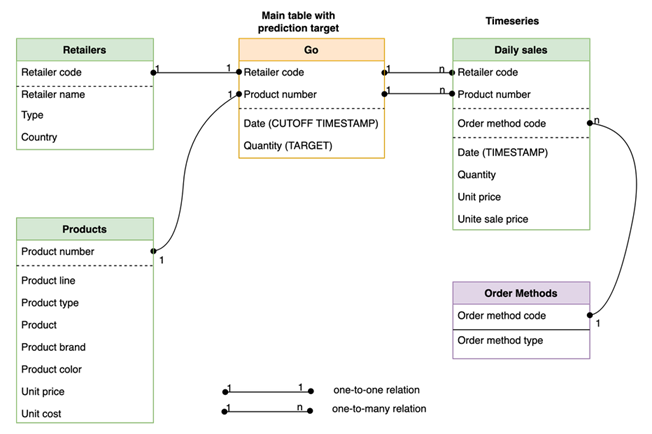 Main table with
prediction target
Timeseries
Retailers
Retailer code
Retailer name
Type
Country
1
1
Go
Retailer code
Product number
Date (CUTOFF TIMESTAMP)
Quantity (TARGET)
1
1
n
1
n
Daily sales
Retailer code
Product number
Order method code
Date (TIMESTAMP)
Quantity
Unit price
Unite sale price
n
Products
Product number
Product line
Product type
Product
Product brand
Product color
Unit price
Unit cost
1
Order Methods
Order method code
Order method type
1
1 1 one-to-one relation
1 n one-to-many relation